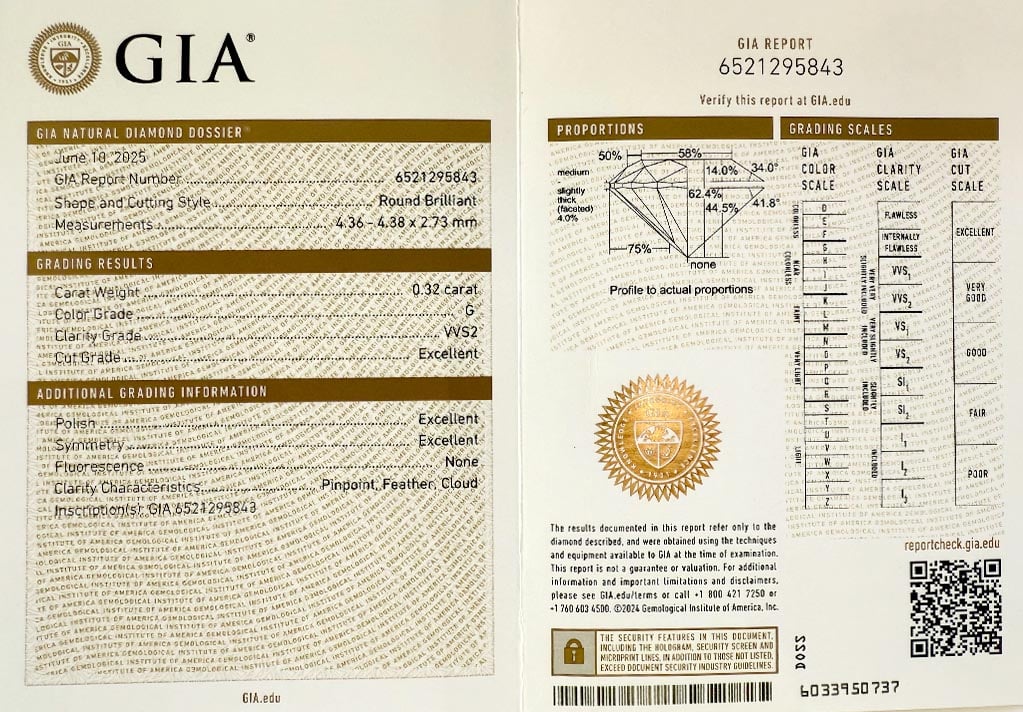 GIA®
GIA NATURAL DIAMOND DOSSIER®
June 10, 2025
GIA Report Number 6521295843
Shape and Cutting Style Round Brilliant
Measurements 4.36 - 4.38 x 2.73 mm
GRADING RESULTS
Carat Weight 0.32 carat
Color Grade G
Clarity Grade VVS2
Cut Grade Excellent
ADDITIONAL GRADING INFORMATION
Polish Excellent
Symmetry Excellent
Fluorescence None
Clarity Characteristics Pinpoint, Feather, Cloud
Inscription(s): GIA 6521295843
GIA.edu
GIA REPORT
6521295843
Verify this report at GIA.edu
PROPORTIONS
50%
58%
medium
14.0%
34.0°
slightly
thick
(faceted)
4.0%
62.4%
44.5%
41.8°
75%
none
Profile to actual proportions
GRADING SCALES
GIA
COLOR
SCALE
COLORLESS
D
E
F
NEAR COLORLESS
G
H
I
J
FAINT
K
L
M
VERY LIGHT
N
O
P
Q
R
LIGHT
S
T
U
V
W
X
Y
Z
GIA
CLARITY
SCALE
FLAWLESS
INTERNALLY
FLAWLESS
VERY VERY
SLIGHTLY INCLUDED
VVS1
VVS2
VERY SLIGHTLY
INCLUDED
VS1
VS2
SLIGHTLY
INCLUDED
SI1
SI2
INCLUDED
I1
I2
I3
GIA
CUT
SCALE
EXCELLENT
VERY
GOOD
GOOD
FAIR
POOR
The results documented in this report refer only to the
diamond described, and were obtained using the techniques
and equipment available to GIA at the time of examination.
This report is not a guarantee or valuation. For additional
information and important limitations and disclaimers,
please see GIA.edu/terms or call +1 800 421 7250 or
+1 760 603 4500. ©2024 Gemological Institute of America, Inc.
THE SECURITY FEATURES IN THIS DOCUMENT,
INCLUDING THE HOLOGRAM, SECURITY SCREEN AND
MICROPRINT LINES, IN ADDITION TO THOSE NOT LISTED,
EXCEED DOCUMENT SECURITY INDUSTRY GUIDELINES.
reportcheck.gia.edu
6033950737